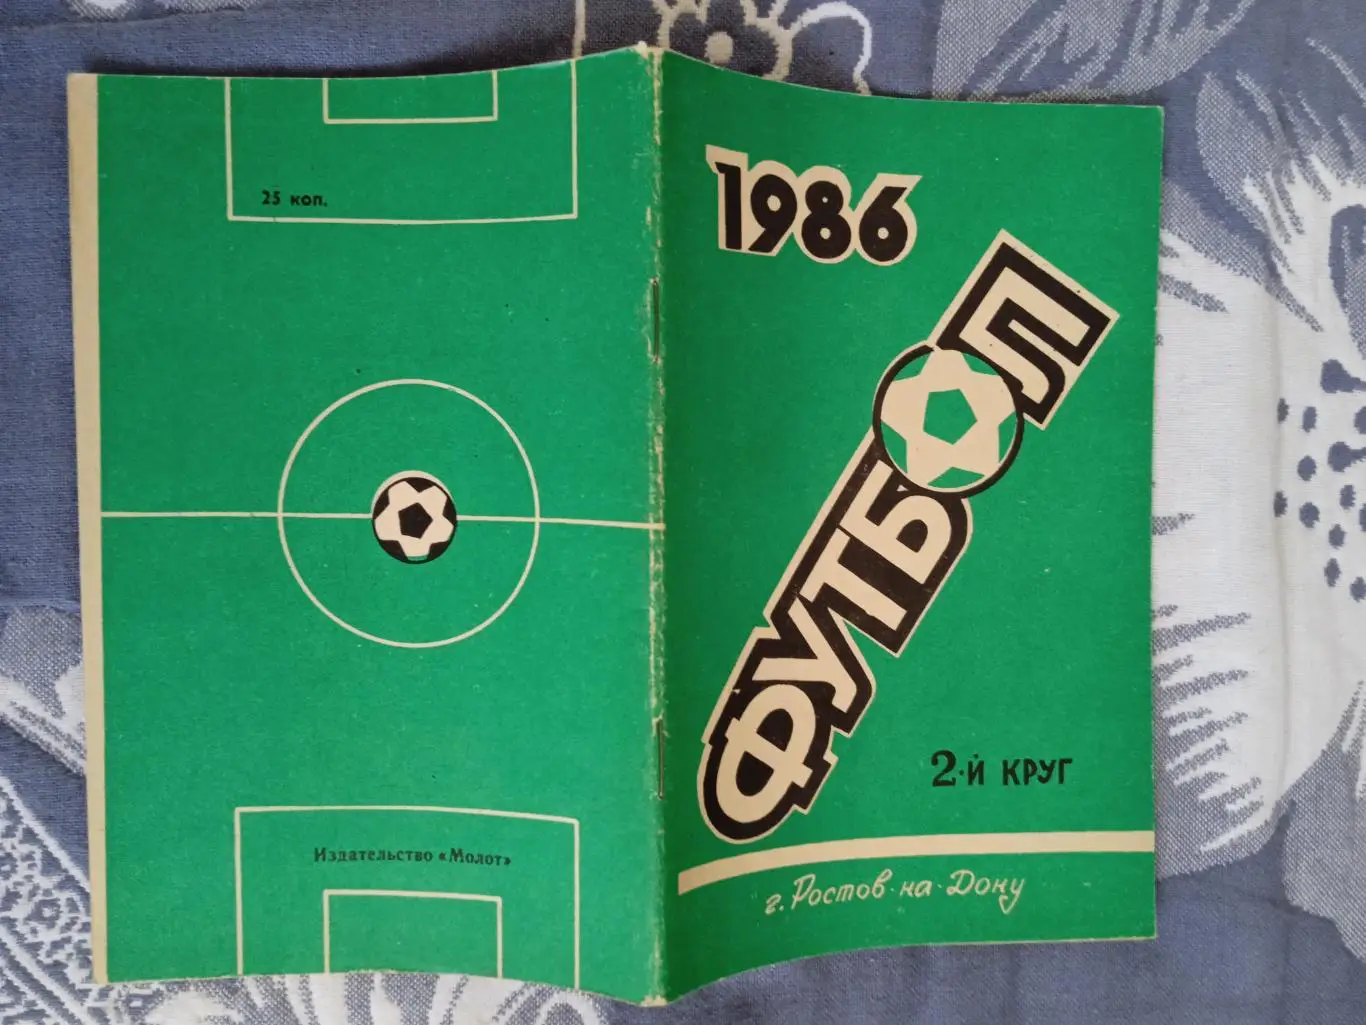 25 коп.
Издательство «Молот»
1986
ФУТБОЛ
2-й КРУГ
г. Ростов-на-Дону